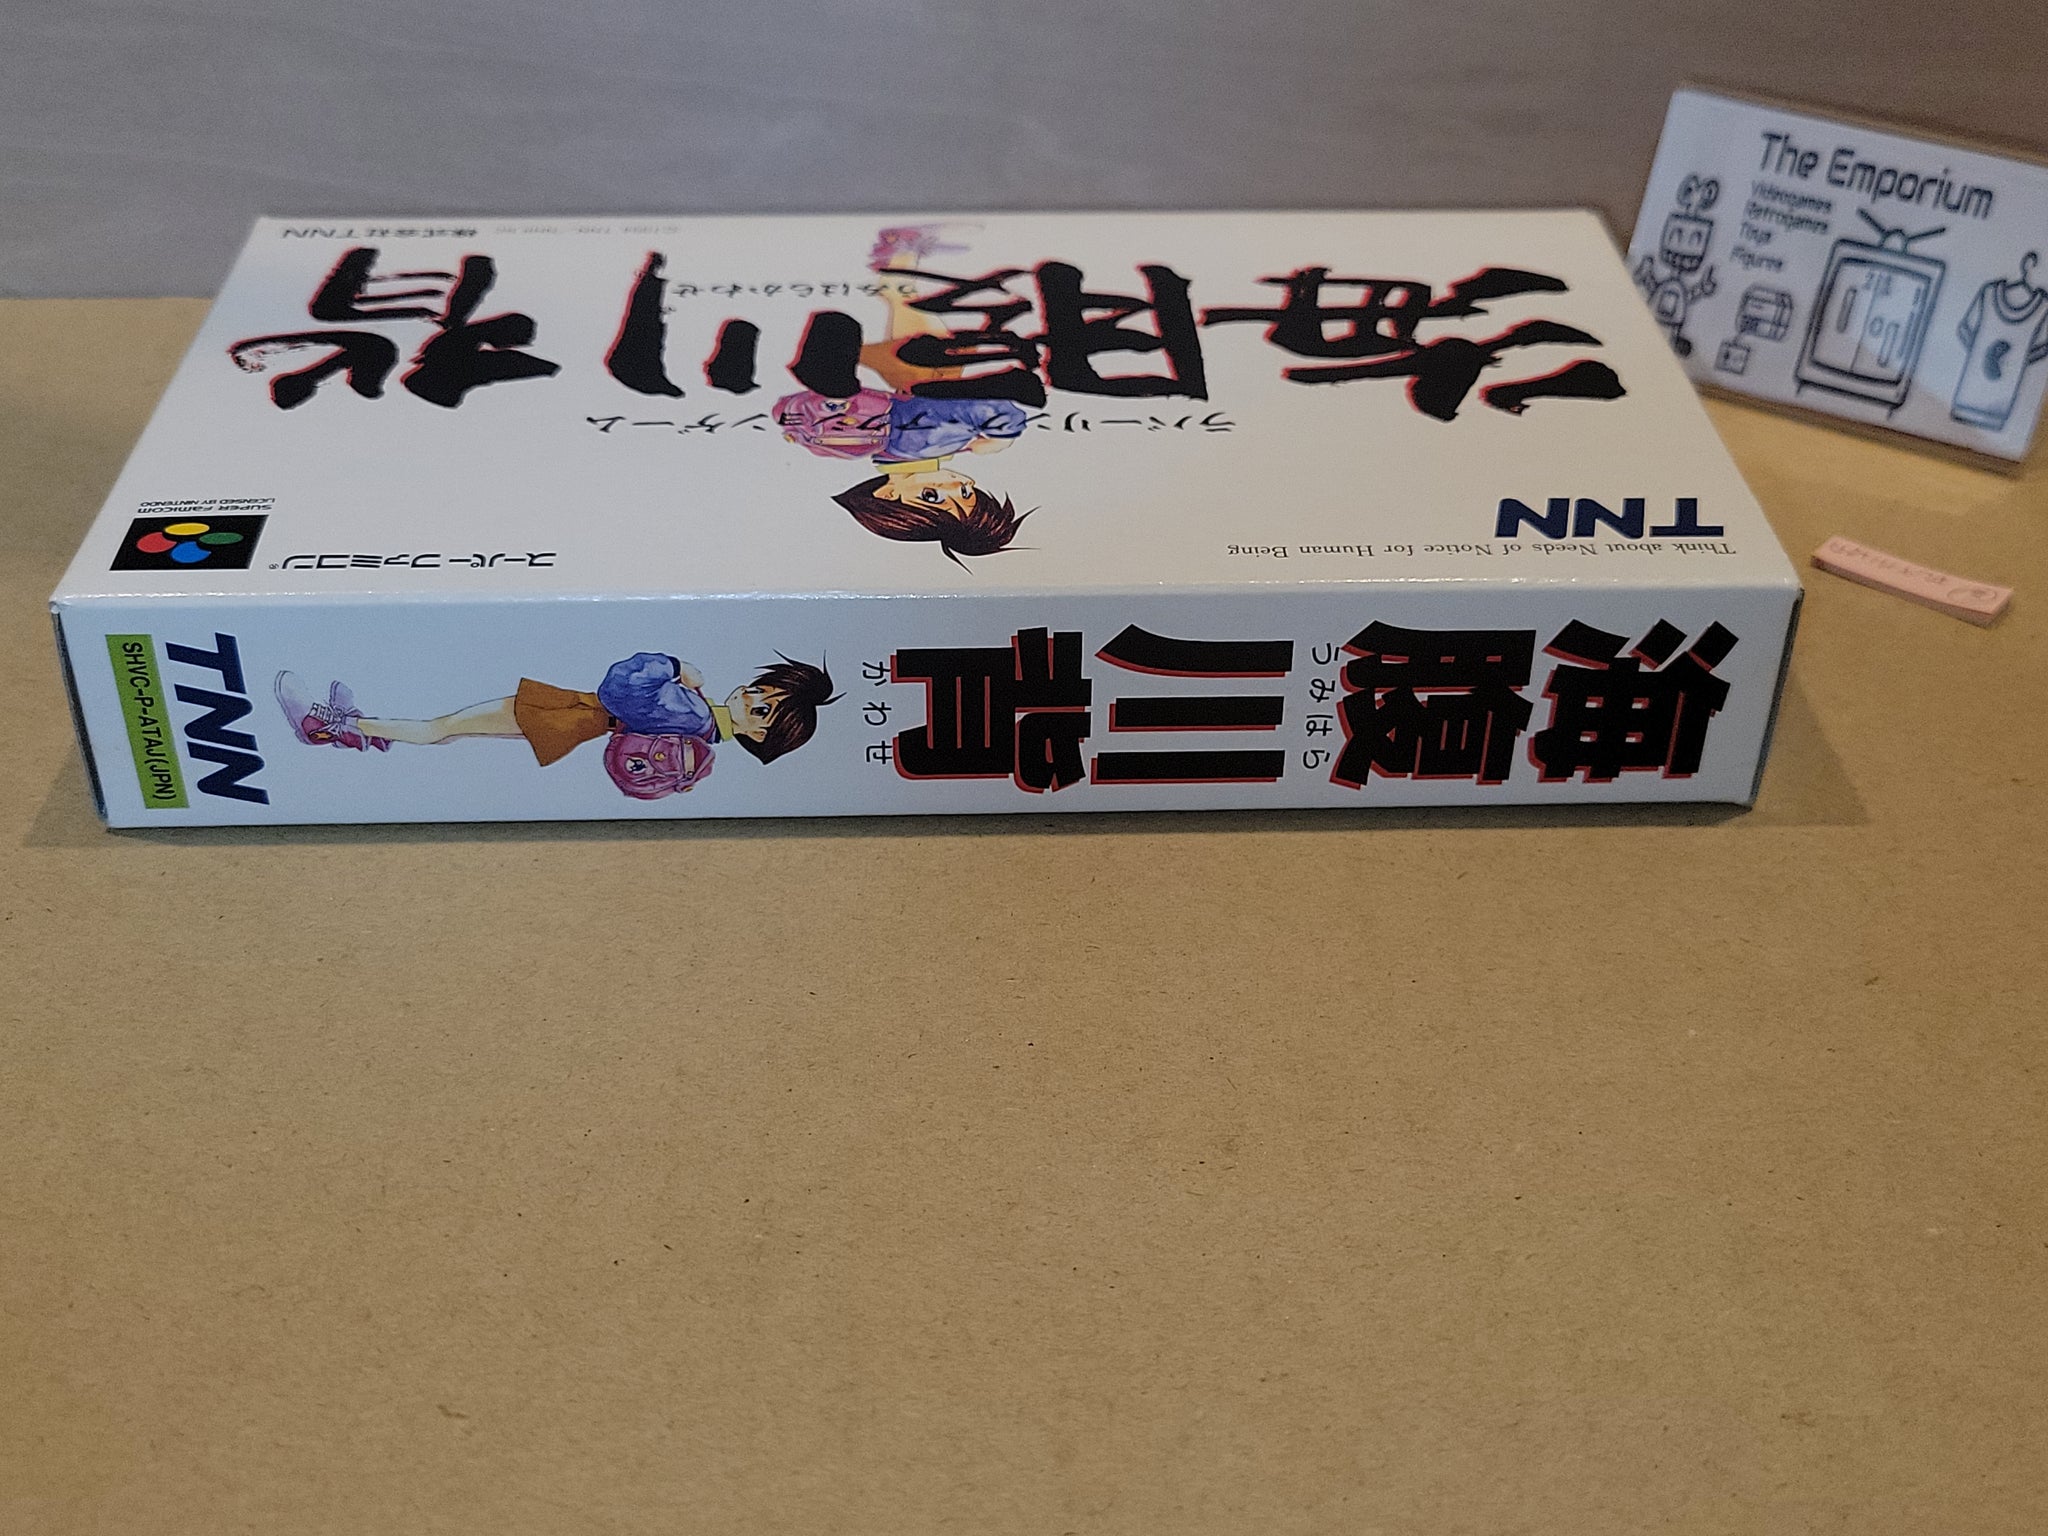 TNN
Think about Needs of Notice for Human Being
スーパーファミコン®
SUPER FAMICOM
LICENSED BY NINTENDO
ラバーリング・アクションゲーム
海腹川背
うみはらかわせ
株式会社TNN
海腹川背
うみはら
かわせ
TNN
SHVC-P-ATAJ(JPN)
The Emporium
Videogames
Retrogames
Toys
Figures